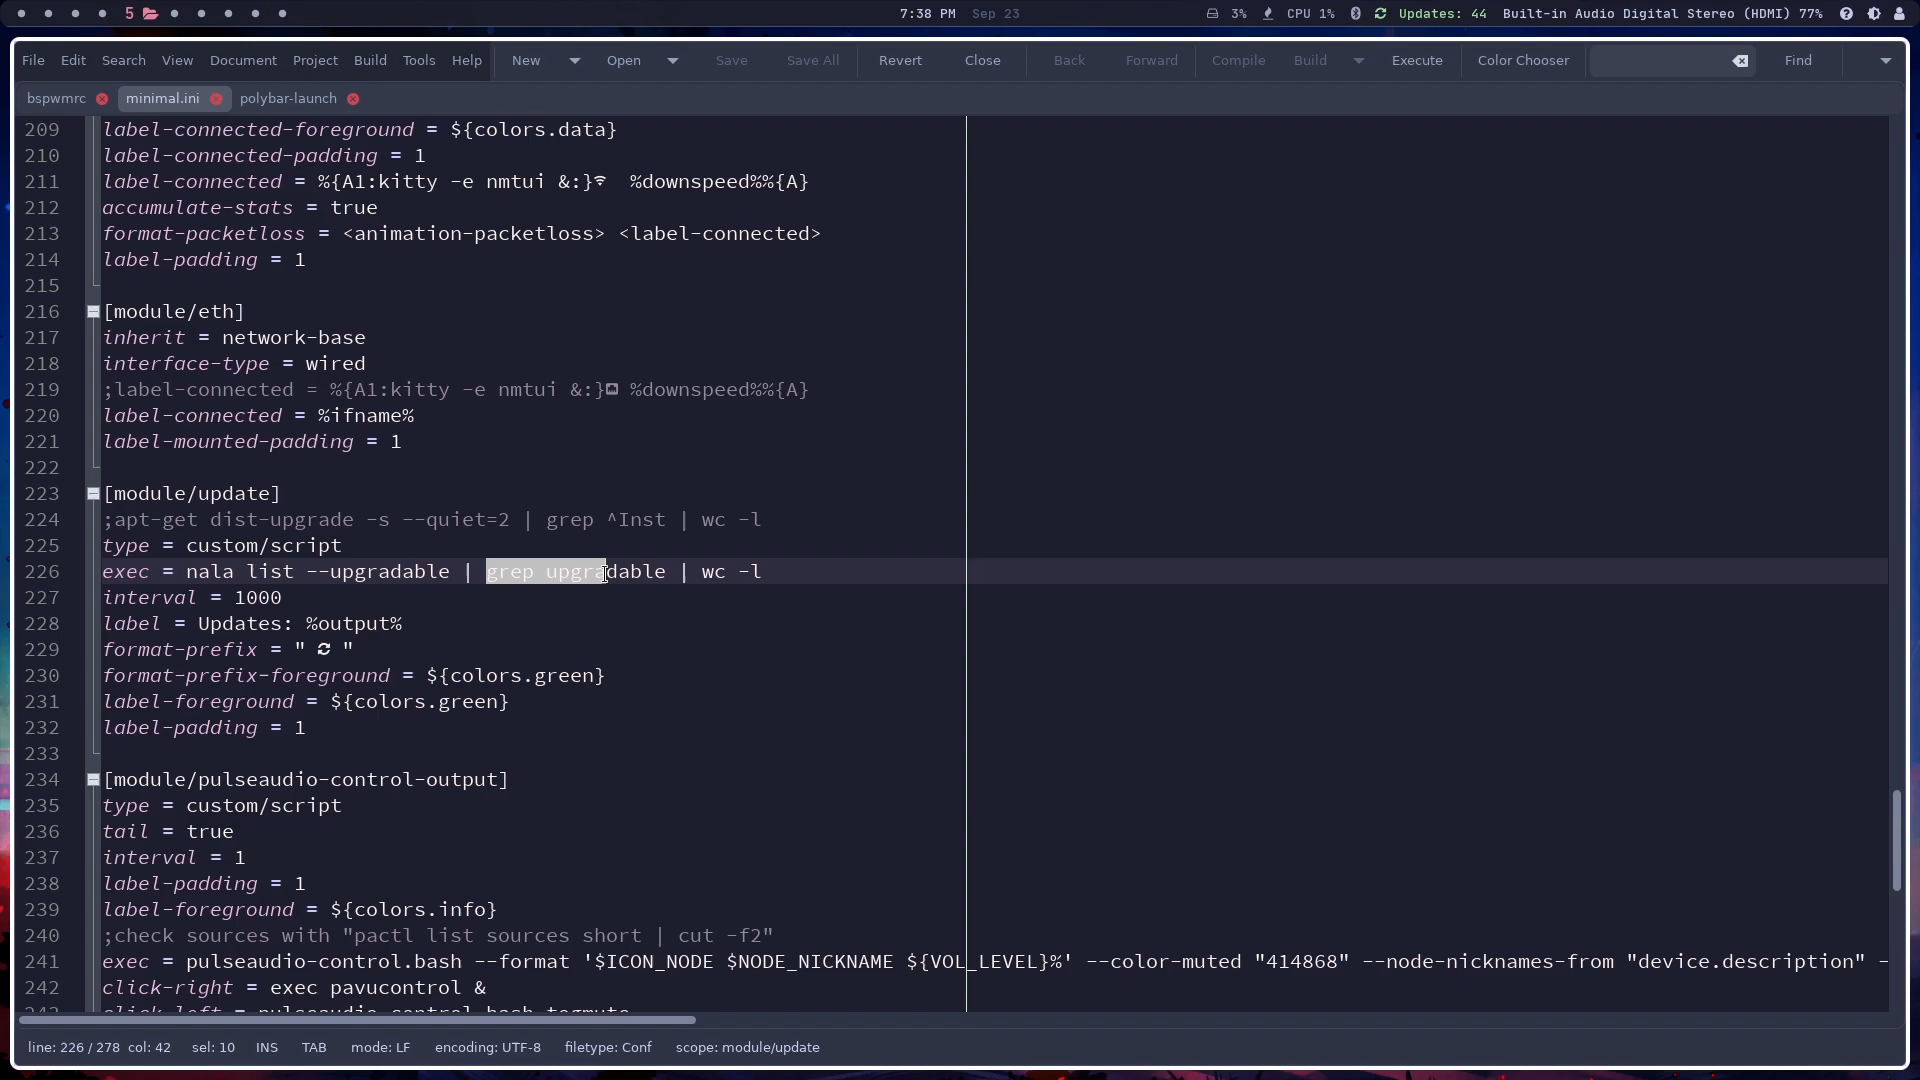 5 7:38 PM Sep 23 3% CPU 1% Updates: 44 Built-in Audio Digital Stereo (HDMI) 77%
File Edit Search View Document Project Build Tools Help New Open Save Save All Revert Close Back Forward Compile Build Execute Color Chooser Find
bspwmrc minimal.ini polybar-launch
209 label-connected-foreground = ${colors.data}
210 label-connected-padding = 1
211 label-connected = %{A1:kitty -e nmtui &:} %downspeed%%{A}
212 accumulate-stats = true
213 format-packetloss = <animation-packetloss> <label-connected>
214 label-padding = 1
215
216 [module/eth]
217 inherit = network-base
218 interface-type = wired
219 ;label-connected = %{A1:kitty -e nmtui &:} %downspeed%%{A}
220 label-connected = %ifname%
221 label-mounted-padding = 1
222
223 [module/update]
224 ;apt-get dist-upgrade -s --quiet=2 | grep ^Inst | wc -l
225 type = custom/script
226 exec = nala list --upgradable | grep upgradable | wc -l
227 interval = 1000
228 label = Updates: %output%
229 format-prefix = "  "
230 format-prefix-foreground = ${colors.green}
231 label-foreground = ${colors.green}
232 label-padding = 1
233
234 [module/pulseaudio-control-output]
235 type = custom/script
236 tail = true
237 interval = 1
238 label-padding = 1
239 label-foreground = ${colors.info}
240 ;check sources with "pactl list sources short | cut -f2"
241 exec = pulseaudio-control.bash --format '$ICON_NODE $NODE_NICKNAME ${VOL_LEVEL}%' --color-muted "414868" --node-nicknames-from "device.description" -
242 click-right = exec pavucontrol &
243 click-left = pulseaudio-control.bash togmute
line: 226 / 278 col: 42 sel: 10 INS TAB mode: LF encoding: UTF-8 filetype: Conf scope: module/update